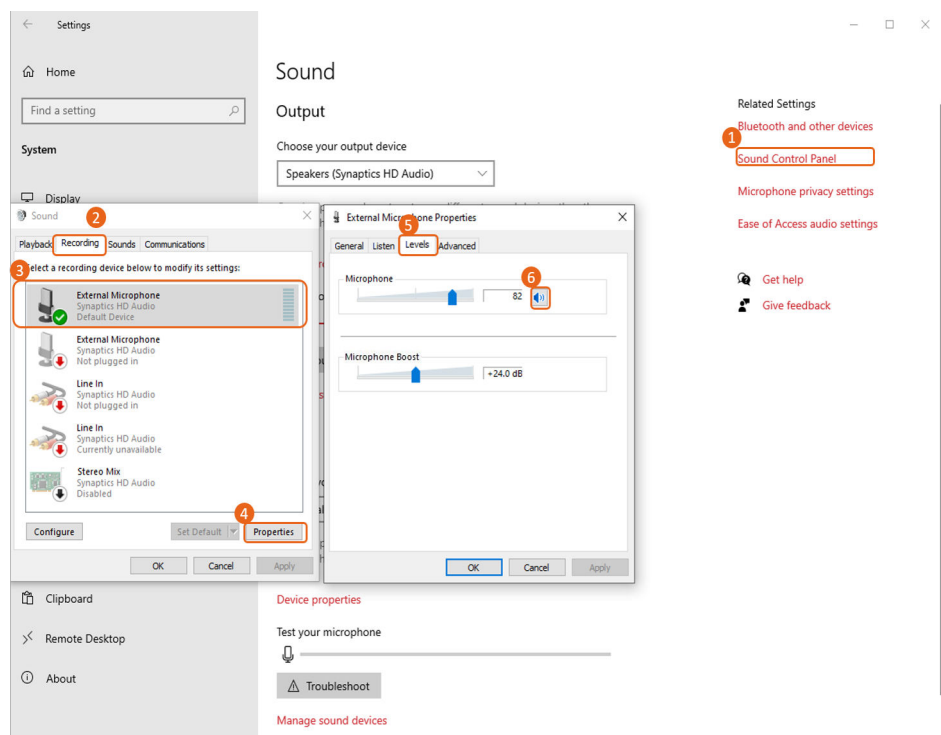 Settings
Home
Find a setting
System
Display
Sound
Output
Choose your output device
Speakers (Synaptics HD Audio)
Related Settings
Bluetooth and other devices
1
Sound Control Panel
Microphone privacy settings
Ease of Access audio settings
Get help
Give feedback
Sound
2
Playback Recording Sounds Communications
3
elect a recording device below to modify its settings:
External Microphone
Synaptics HD Audio
Default Device
External Microphone
Synaptics HD Audio
Not plugged in
Line In
Synaptics HD Audio
Not plugged in
Line In
Synaptics HD Audio
Currently unavailable
Stereo Mix
Synaptics HD Audio
Disabled
4
Configure Set Default Properties
OK Cancel Apply
External Microphone Properties
5
General Listen Levels Advanced
6
Microphone
82
Microphone Boost
+24.0 dB
OK Cancel Apply
Clipboard
Remote Desktop
About
Device properties
Test your microphone
Troubleshoot
Manage sound devices